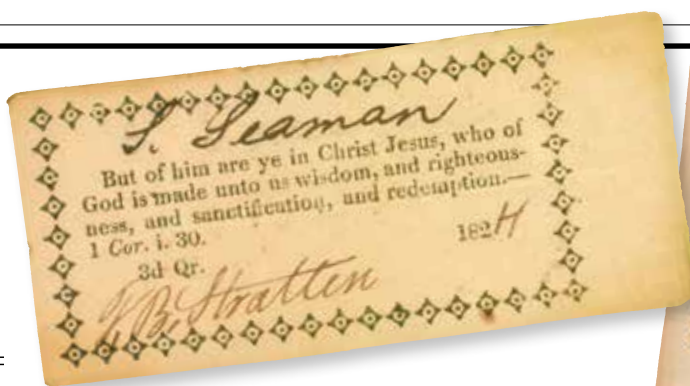 S. Seaman
But of him are ye in Christ Jesus, who of
God is made unto us wisdom, and righteous-
ness, and sanctification, and redemption.—
1 Cor. i. 30.
3d Qr. 1824
B. Stratten